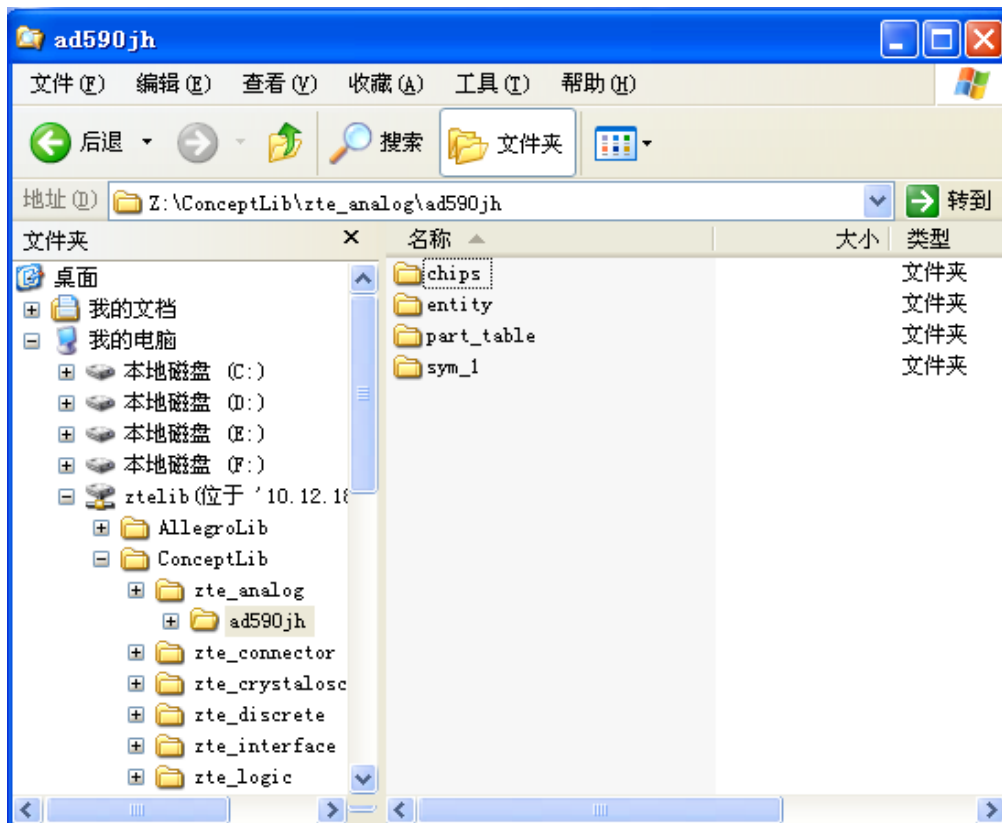 ad590jh
文件(F) 编辑(E) 查看(V) 收藏(A) 工具(T) 帮助(H)
后退 搜索 文件夹
地址(D) Z:\ConceptLib\zte_analog\ad590jh 转到
文件夹 名称 大小 类型
桌面
我的文档
我的电脑
本地磁盘 (C:)
本地磁盘 (D:)
本地磁盘 (E:)
本地磁盘 (F:)
ztelib(位于 '10.12.18
AllegroLib
ConceptLib
zte_analog
ad590jh
zte_connector
zte_crystalosc
zte_discrete
zte_interface
zte_logic
chips 文件夹
entity 文件夹
part_table 文件夹
sym_1 文件夹